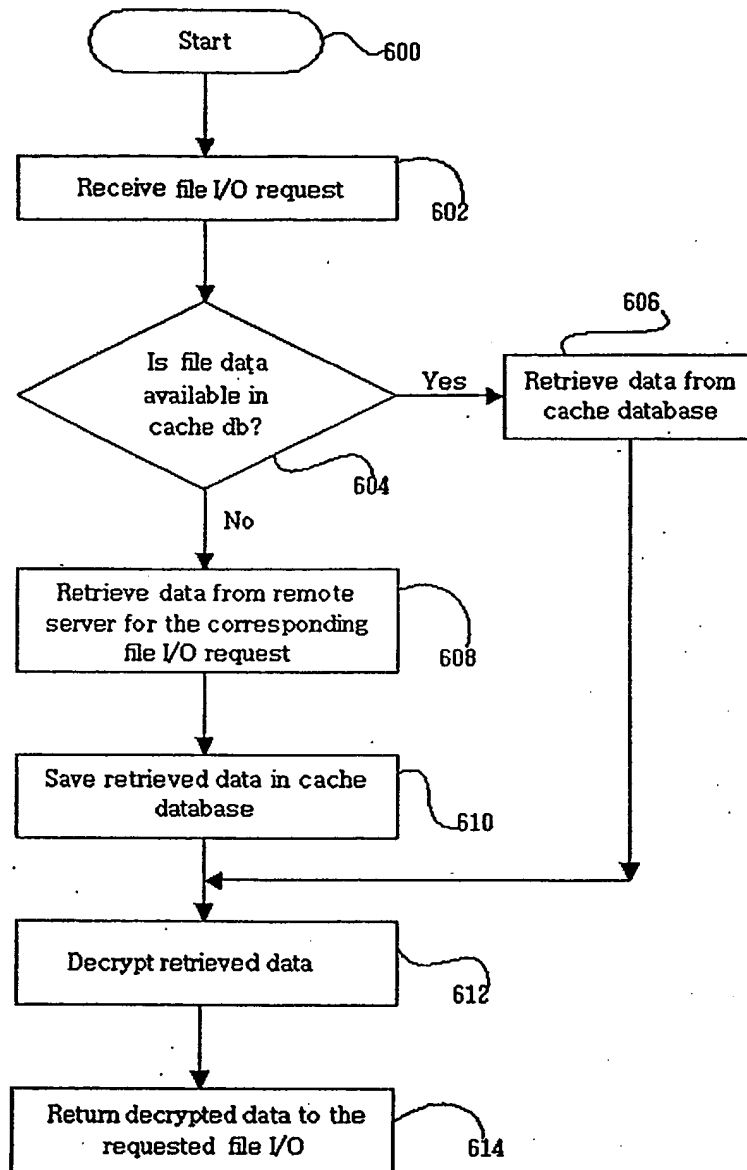 Start
600
Receive file I/O request
602
606
Is file data
available in
cache db?
Yes
Retrieve data from
cache database
604
No
Retrieve data from remote
server for the corresponding
file I/O request
608
Save retrieved data in cache
database
610
Decrypt retrieved data
612
Return decrypted data to the
requested file I/O
614